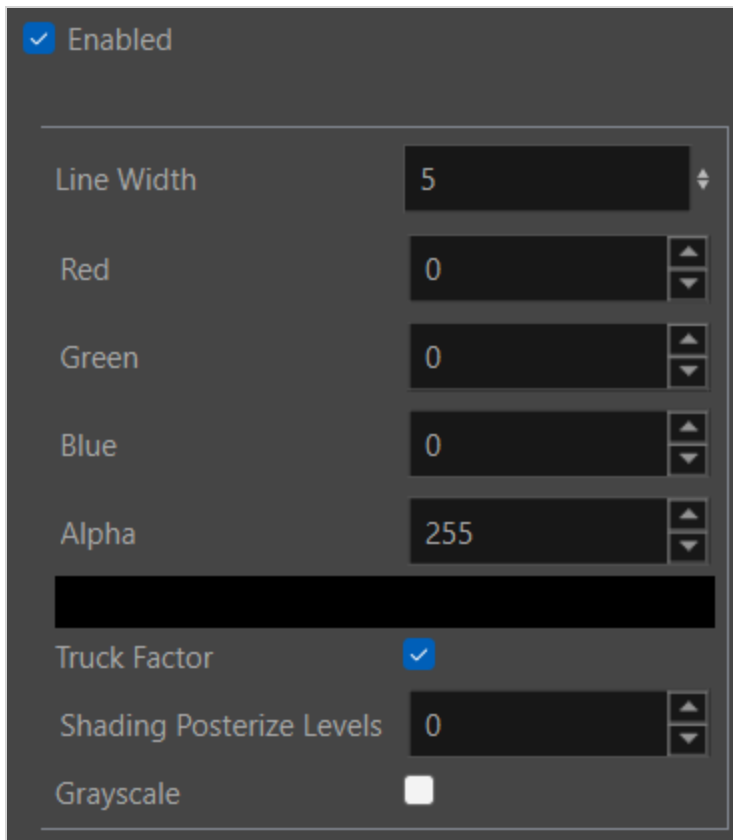 Enabled
Line Width 5
Red 0
Green 0
Blue 0
Alpha 255
Truck Factor
Shading Posterize Levels 0
Grayscale